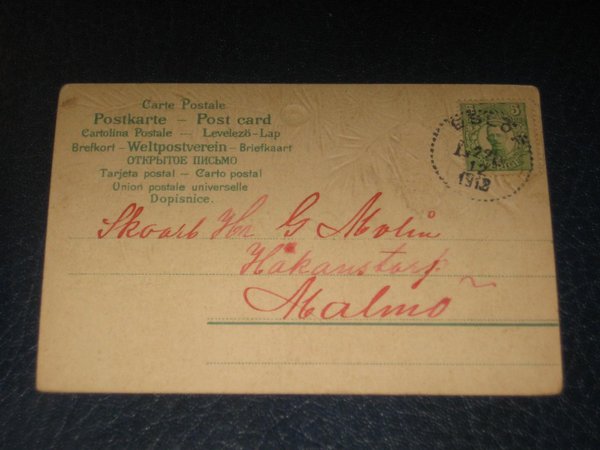 Carte Postale
Postkarte – Post card
Cartolina Postale – Levelező-Lap
Brefkort – Weltpostverein – Briefkaart
ОТКРЫТОЕ ПИСЬМО
Tarjeta postal – Carto postal
Union postale universelle
Dopisnice.
ESLÖF
1912
Skoarb Hr G Molin
Håkanstorp
Malmö